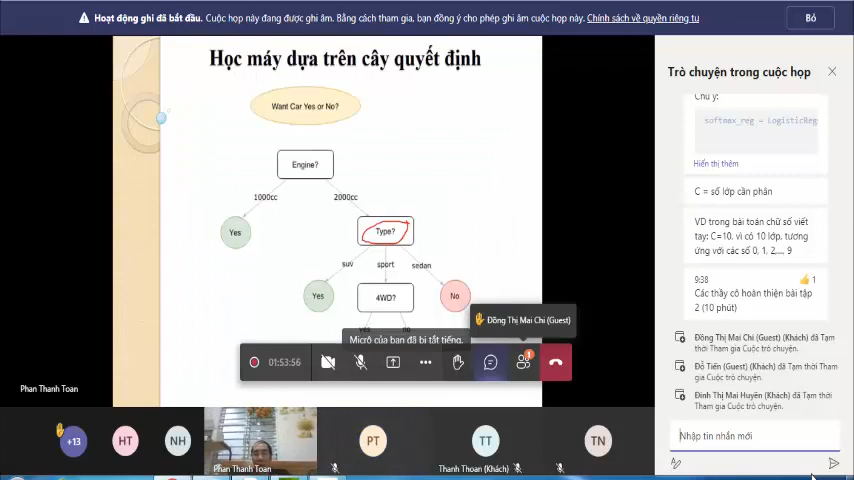 Hoạt động ghi đã bắt đầu. Cuộc họp này đang được ghi âm. Bằng cách tham gia, bạn đồng ý cho phép ghi âm cuộc họp này. Chính sách về quyền riêng tư
Bỏ
Học máy dựa trên cây quyết định
Want Car Yes or No?
Engine?
1000cc
2000cc
Yes
Type?
suv
sport
sedan
Yes
4WD?
No
yes
no
Đồng Thị Mai Chi (Guest)
Micrô của bạn đã bị tắt tiếng.
01:53:56
1
Phan Thanh Toan
+13
HT
NH
Phan Thanh Toan
PT
TT
Thanh Thoan (Khách)
TN
Trò chuyện trong cuộc họp
Chú ý:
softmax_reg = LogisticReg
Hiển thị thêm
C = số lớp cần phân
VD trong bài toán chữ số viết
tay: C=10, vì có 10 lớp, tương
ứng với các số 0, 1, 2,..., 9
9:38
1
Các thầy cô hoàn thiện bài tập
2 (10 phút)
Đồng Thị Mai Chi (Guest) (Khách) đã Tạm
thời Tham gia Cuộc trò chuyện.
Đỗ Tiến (Guest) (Khách) đã Tạm thời Tham
gia Cuộc trò chuyện.
Đinh Thị Mai Huyên (Khách) đã Tạm thời
Tham gia Cuộc trò chuyện.
Nhập tin nhắn mới